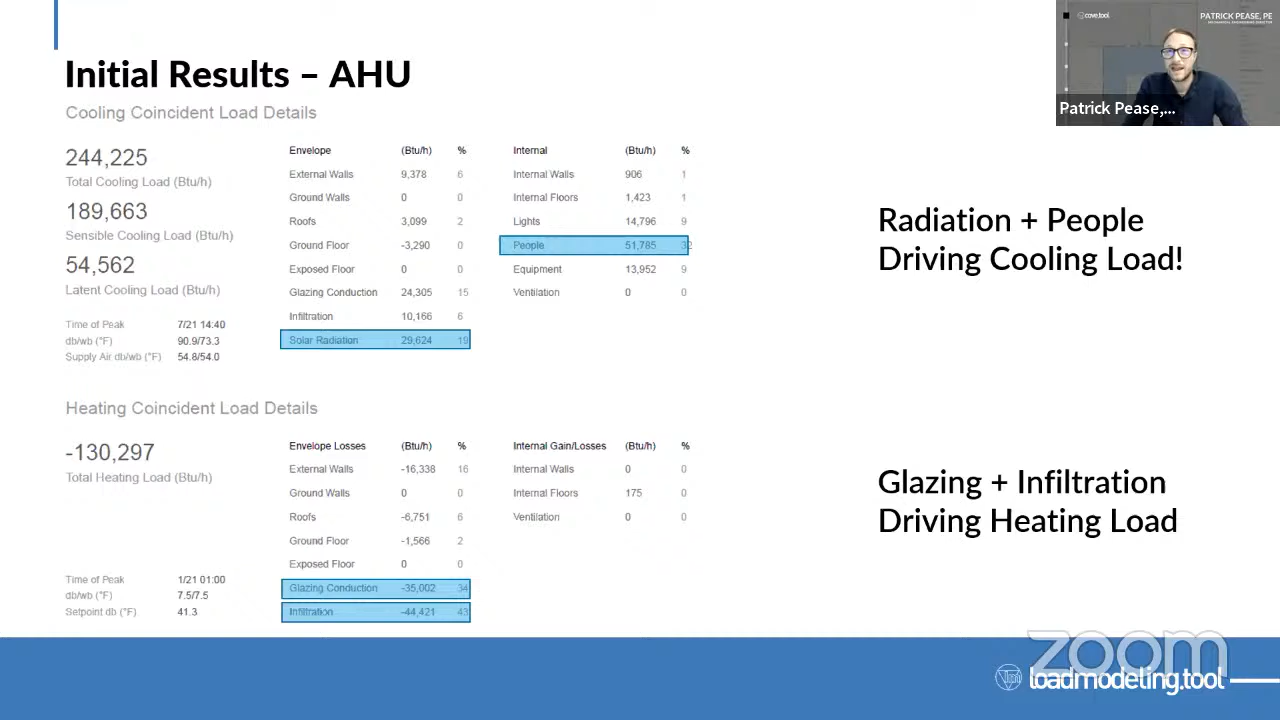 cove.tool
PATRICK PEASE, PE
Patrick Pease,...
Initial Results – AHU
Cooling Coincident Load Details
244,225
Total Cooling Load (Btu/h)
189,663
Sensible Cooling Load (Btu/h)
54,562
Latent Cooling Load (Btu/h)
Time of Peak 7/21 14:40
db/wb (°F) 90.9/73.3
Supply Air db/wb (°F) 54.8/54.0
Envelope (Btu/h) %
External Walls 9,378 6
Ground Walls 0 0
Roofs 3,099 2
Ground Floor -3,290 0
Exposed Floor 0 0
Glazing Conduction 24,305 15
Infiltration 10,166 6
Solar Radiation 29,624 19
Internal (Btu/h) %
Internal Walls 906 1
Internal Floors 1,423 1
Lights 14,796 9
People 51,785 32
Equipment 13,952 9
Ventilation 0 0
Radiation + People
Driving Cooling Load!
Heating Coincident Load Details
-130,297
Total Heating Load (Btu/h)
Time of Peak 1/21 01:00
db/wb (°F) 7.5/7.5
Setpoint db (°F) 41.3
Envelope Losses (Btu/h) %
External Walls -16,338 16
Ground Walls 0 0
Roofs -6,751 6
Ground Floor -1,566 2
Exposed Floor 0 0
Glazing Conduction -35,002 34
Infiltration -44,421 43
Internal Gain/Losses (Btu/h) %
Internal Walls 0 0
Internal Floors 175 0
Ventilation 0 0
Glazing + Infiltration
Driving Heating Load
zoom
loadmodeling.tool